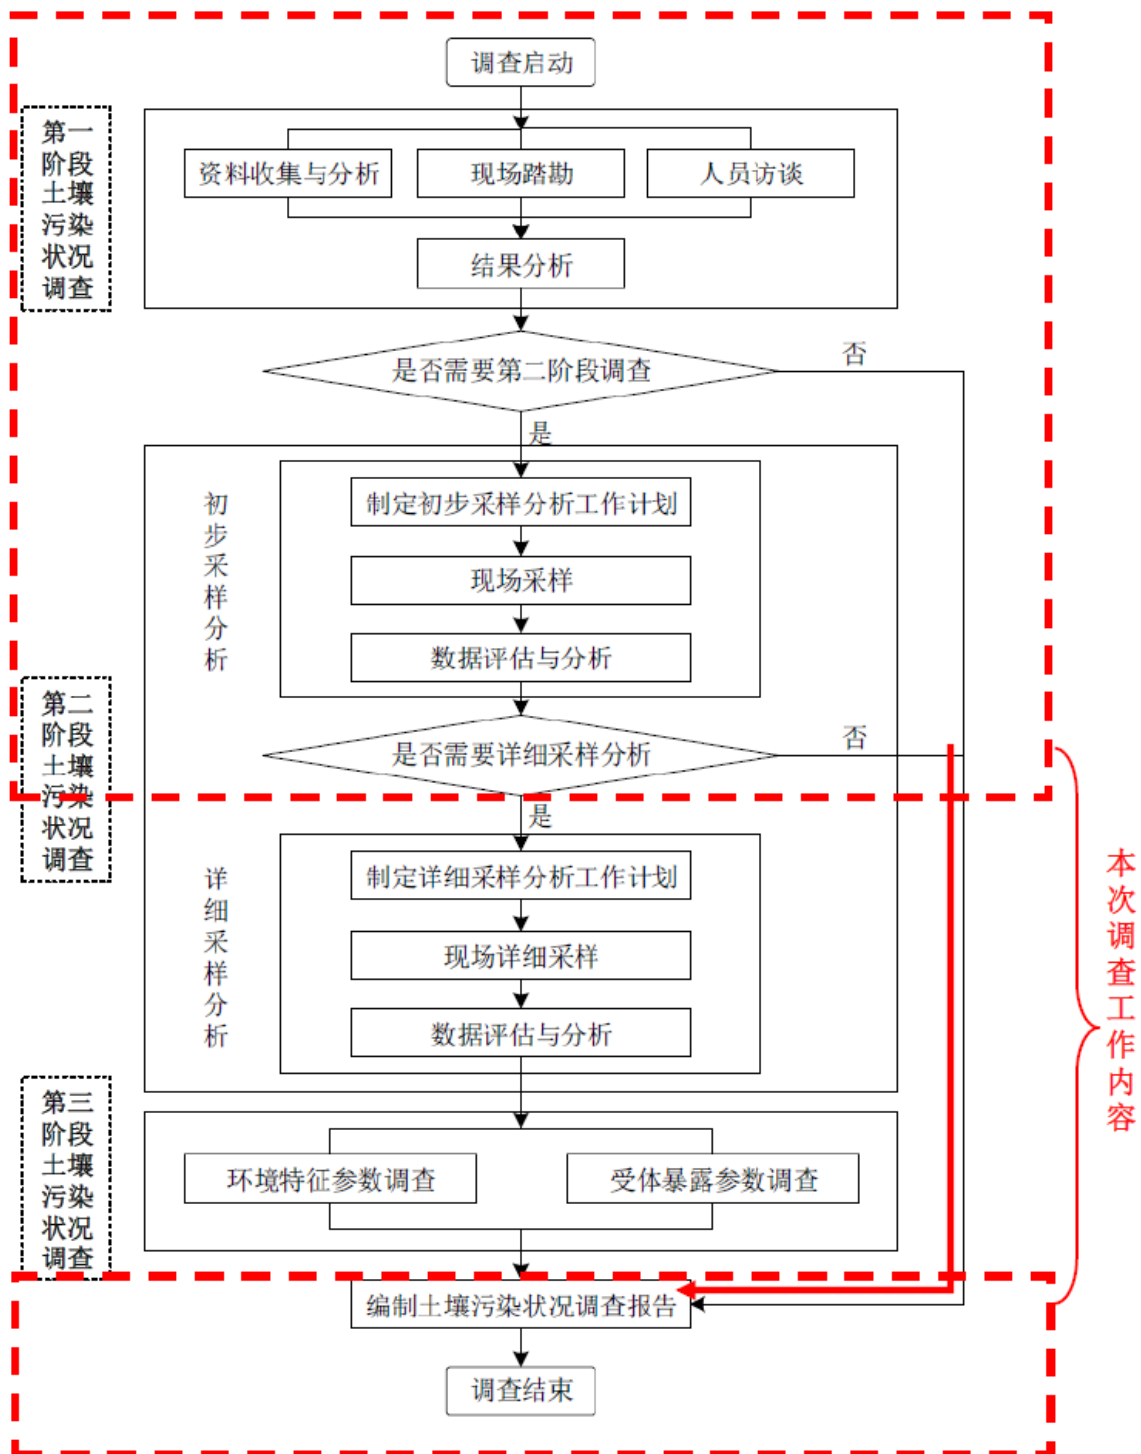 调查启动
第一
阶段
土壤
污染
状况
调查
资料收集与分析
现场踏勘
人员访谈
结果分析
是否需要第二阶段调查
否
是
初
步
采
样
分
析
制定初步采样分析工作计划
现场采样
数据评估与分析
第二
阶段
土壤
污染
状况
调查
是否需要详细采样分析
否
是
详
细
采
样
分
析
制定详细采样分析工作计划
现场详细采样
数据评估与分析
本
次
调
查
工
作
内
容
第三
阶段
土壤
污染
状况
调查
环境特征参数调查
受体暴露参数调查
编制土壤污染状况调查报告
调查结束